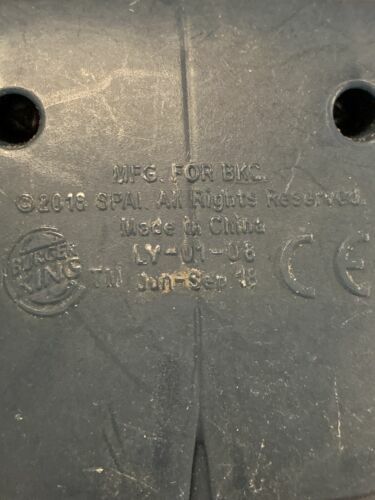 MFG. FOR BKC.
©2018 SPAI. All Rights Reserved.
Made in China
LY-01-08
BURGER KING TM Jun-Sep 18 CE